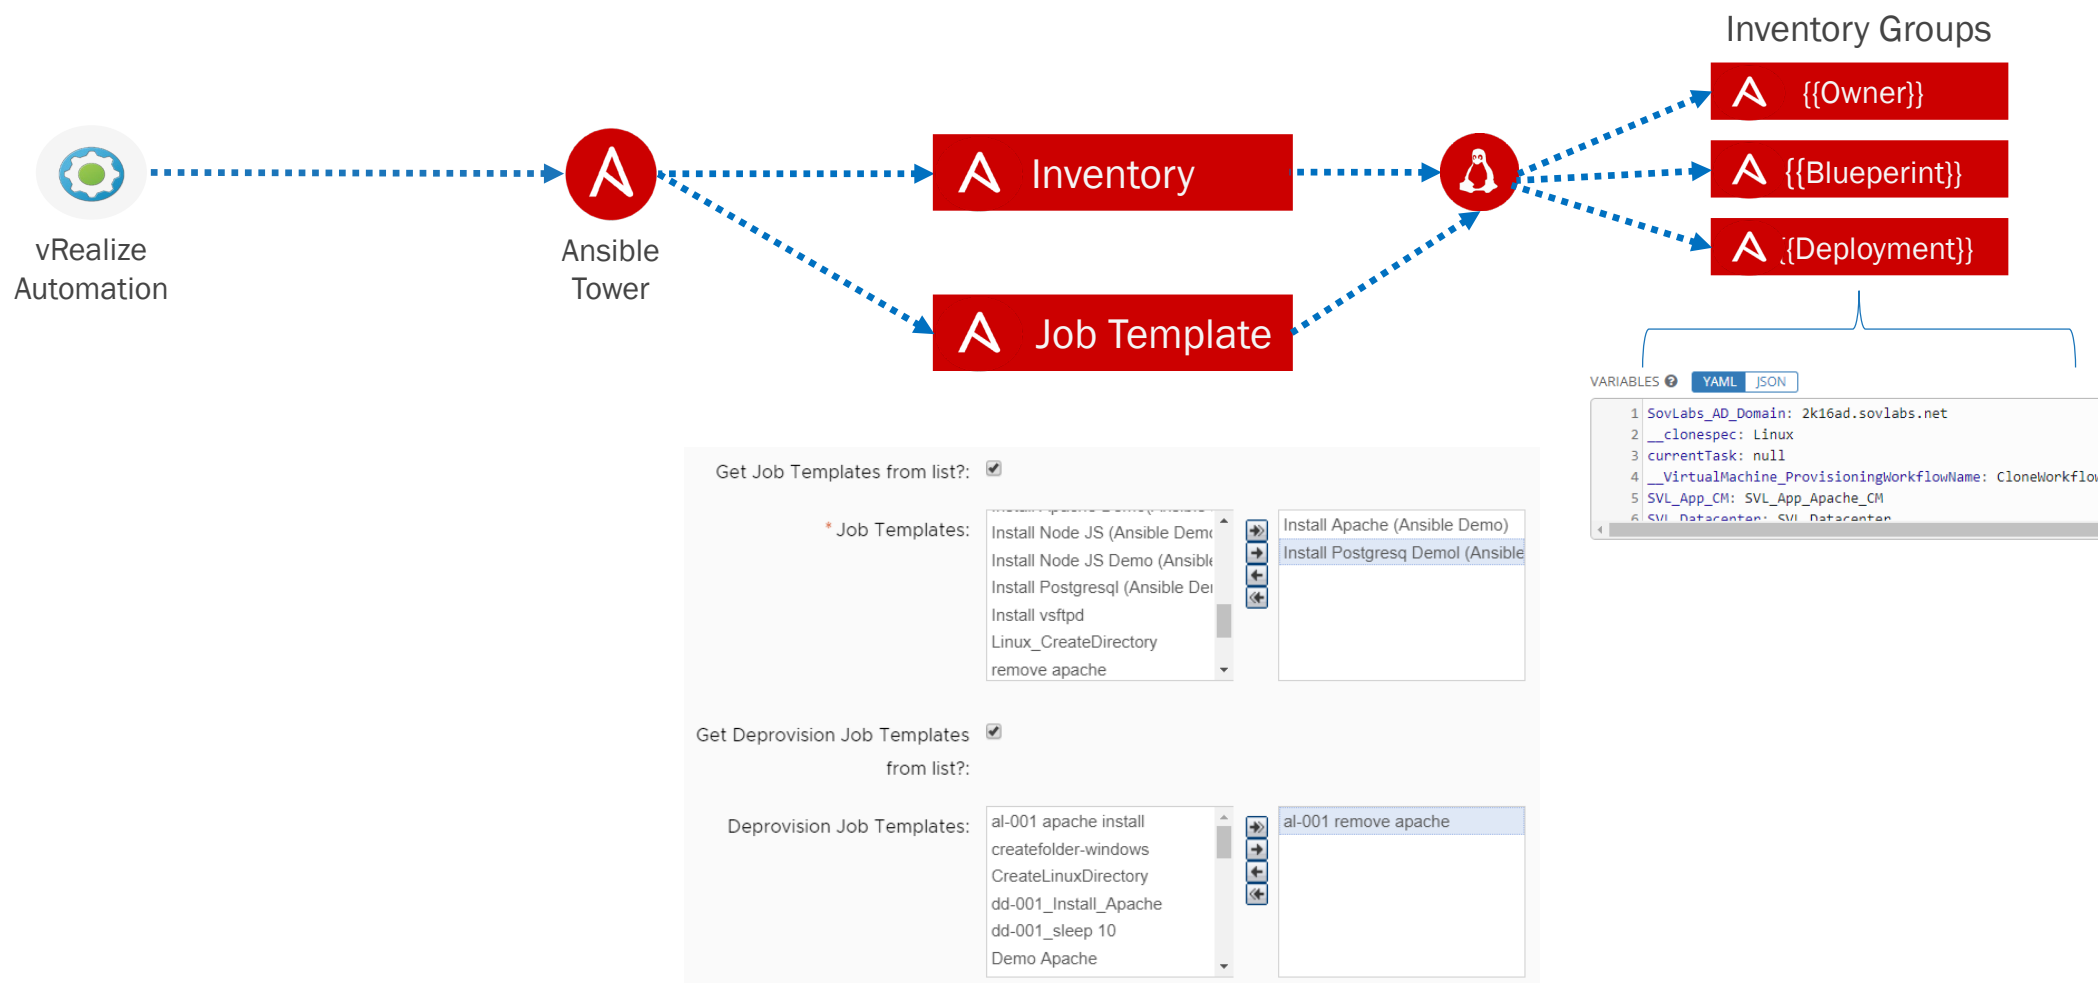 Inventory Groups
{{Owner}}
{{Blueperint}}
{{Deployment}}
Inventory
Job Template
vRealize
Automation
Ansible
Tower
VARIABLES
YAML
JSON
1 SovLabs_AD_Domain: 2k16ad.sovlabs.net
2 __clonespec: Linux
3 currentTask: null
4 __VirtualMachine_ProvisioningWorkflowName: CloneWorkflow
5 SVL_App_CM: SVL_App_Apache_CM
6 SVL_Datacenter: SVL_Datacenter
Get Job Templates from list?:
* Job Templates:
Install Node JS (Ansible Demo
Install Node JS Demo (Ansible
Install Postgresql (Ansible Der
Install vsftpd
Linux_CreateDirectory
remove apache
Install Apache (Ansible Demo)
Install Postgresq Demol (Ansible
Get Deprovision Job Templates
from list?:
Deprovision Job Templates:
al-001 apache install
createfolder-windows
CreateLinuxDirectory
dd-001_Install_Apache
dd-001_sleep 10
Demo Apache
al-001 remove apache